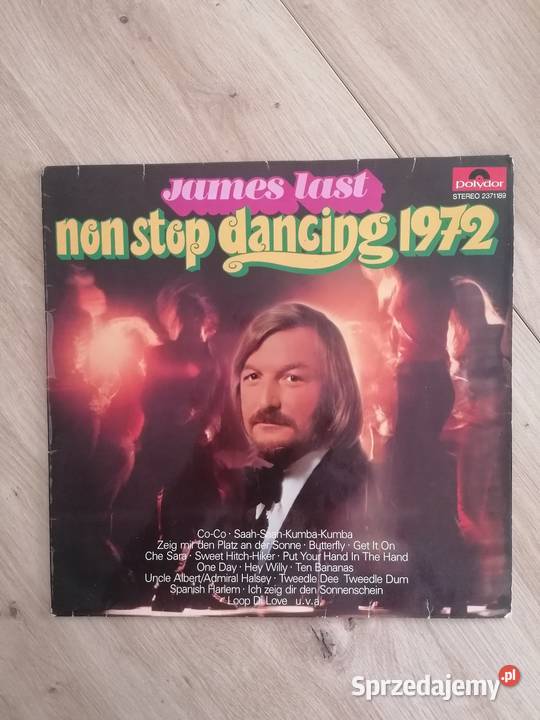 James last
polydor
STEREO 2371189
non stop dancing 1972
Co-Co · Saah-Saah-Kumba-Kumba
Zeig mir den Platz an der Sonne · Butterfly · Get It On
Che Sara · Sweet Hitch-Hiker · Put Your Hand In The Hand
One Day · Hey Willy · Ten Bananas
Uncle Albert/Admiral Halsey · Tweedle Dee Tweedle Dum
Spanish Harlem · Ich zeig dir den Sonnenschein
Loop Di Love u.v.a.
Sprzedajemy.pl